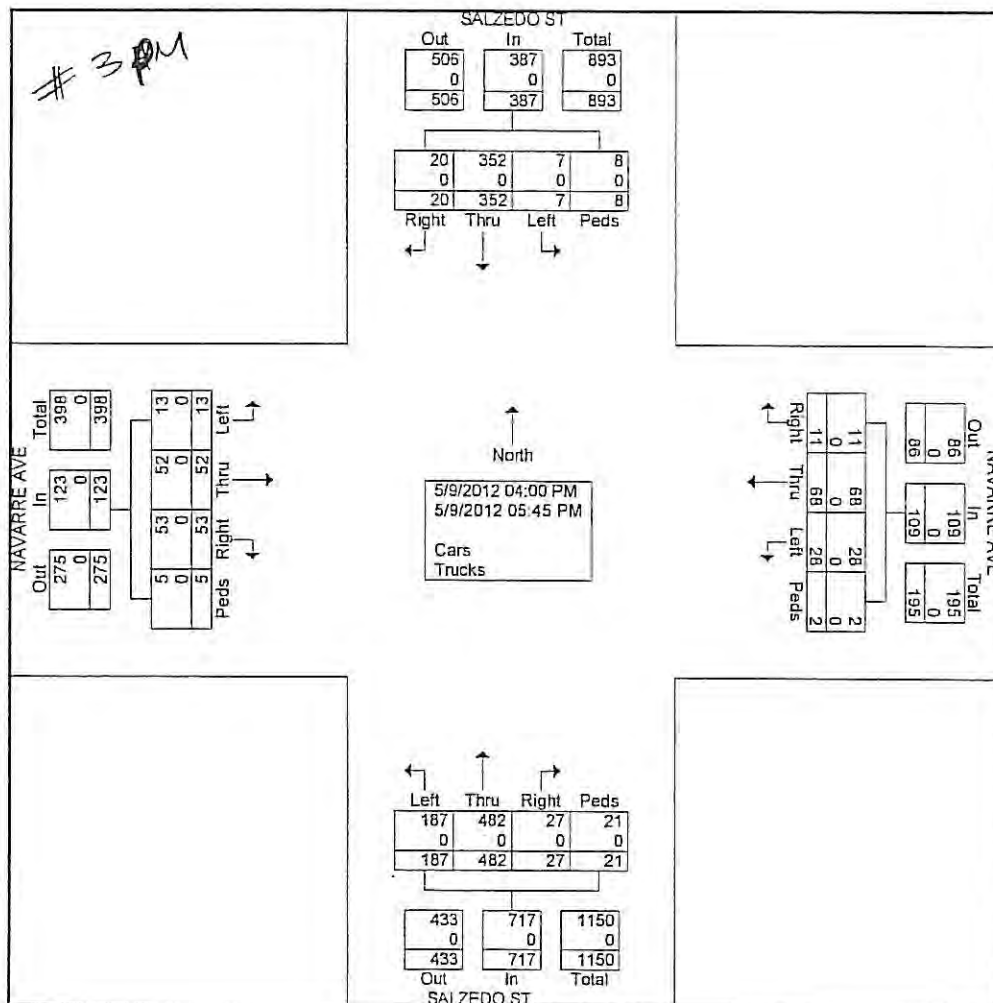 # 3 PM
SALZEDO ST
Out In Total
506 387 893
0 0 0
506 387 893
20 352 7 8
0 0 0 0
20 352 7 8
Right Thru Left Peds
NAVARRE AVE
Total In Out
398 123 275
0 0 0
398 123 275
13 52 53 5
0 0 0 0
13 52 53 5
Left Thru Right Peds
North
5/9/2012 04:00 PM
5/9/2012 05:45 PM
Cars
Trucks
Right Thru Left Peds
11 68 28 2
0 0 0 0
11 68 28 2
Out In Total
86 109 195
0 0 0
86 109 195
NAVARRE AVE
Left Thru Right Peds
187 482 27 21
0 0 0 0
187 482 27 21
433 717 1150
0 0 0
433 717 1150
Out In Total
SALZEDO ST